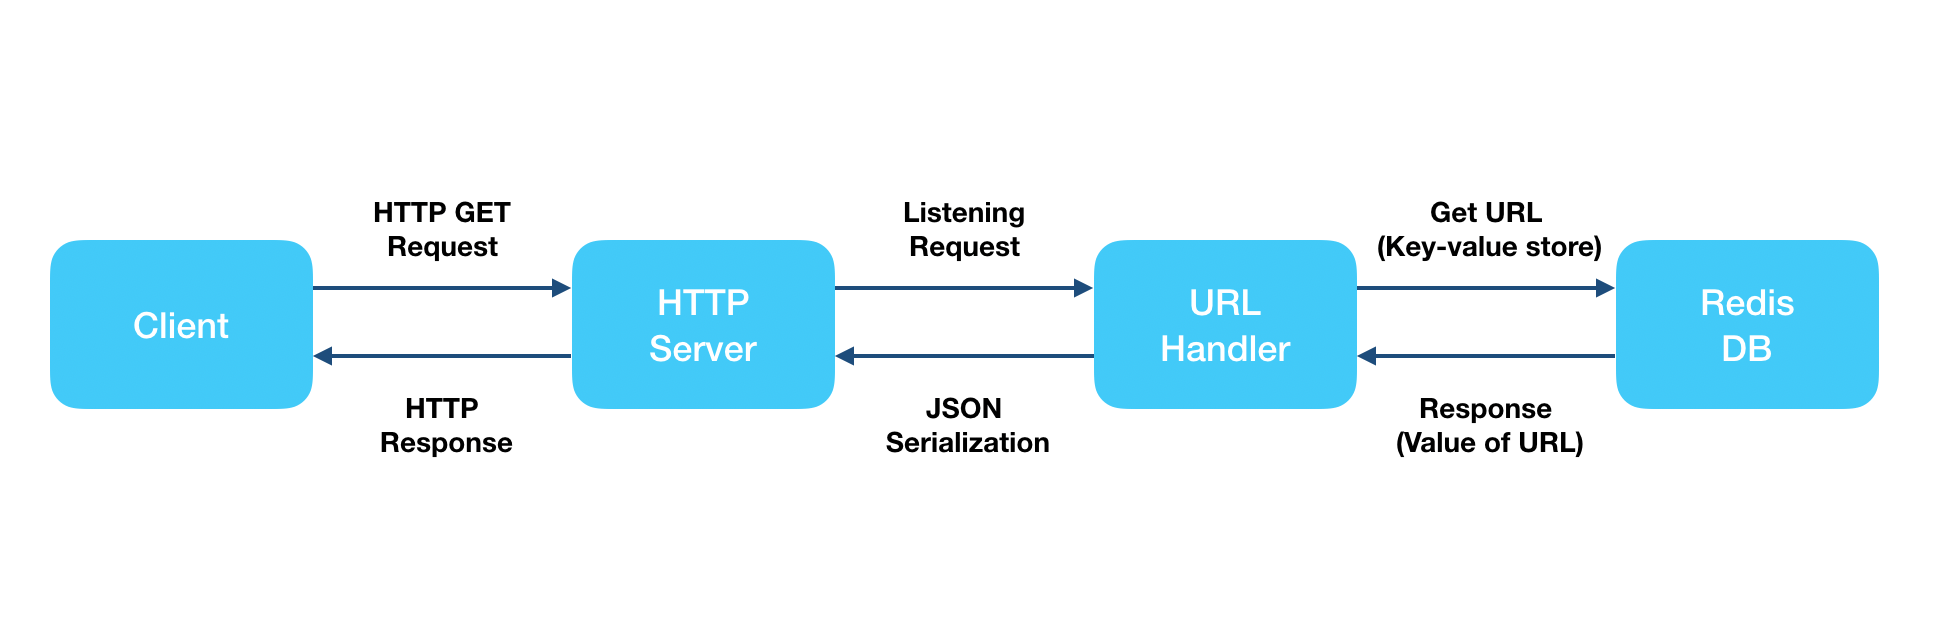 HTTP GET
Request
Listening
Request
Get URL
(Key-value store)
Client
HTTP
Server
URL
Handler
Redis
DB
HTTP
Response
JSON
Serialization
Response
(Value of URL)